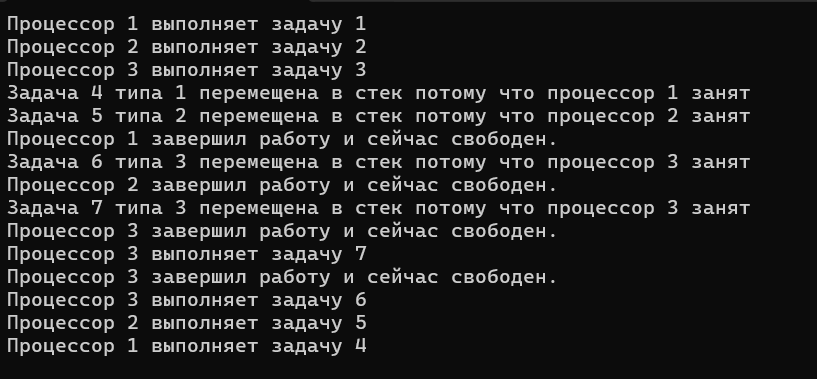 Процессор 1 выполняет задачу 1
Процессор 2 выполняет задачу 2
Процессор 3 выполняет задачу 3
Задача 4 типа 1 перемещена в стек потому что процессор 1 занят
Задача 5 типа 2 перемещена в стек потому что процессор 2 занят
Процессор 1 завершил работу и сейчас свободен.
Задача 6 типа 3 перемещена в стек потому что процессор 3 занят
Процессор 2 завершил работу и сейчас свободен.
Задача 7 типа 3 перемещена в стек потому что процессор 3 занят
Процессор 3 завершил работу и сейчас свободен.
Процессор 3 выполняет задачу 7
Процессор 3 завершил работу и сейчас свободен.
Процессор 3 выполняет задачу 6
Процессор 2 выполняет задачу 5
Процессор 1 выполняет задачу 4